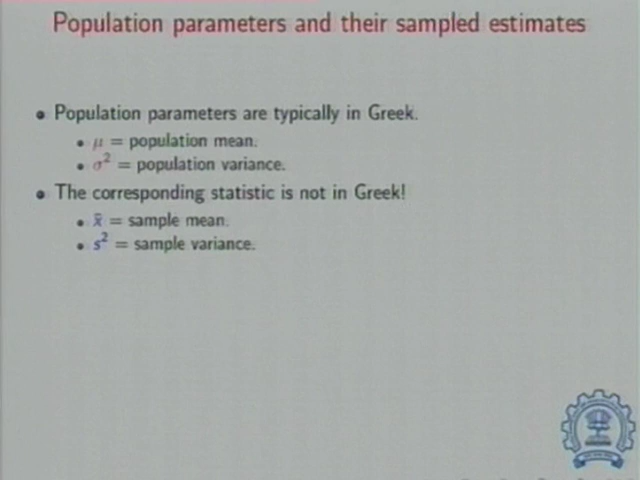 Population parameters and their sampled estimates
• Population parameters are typically in Greek.
• μ = population mean.
• σ² = population variance.
• The corresponding statistic is not in Greek!
• x̄ = sample mean.
• s² = sample variance.